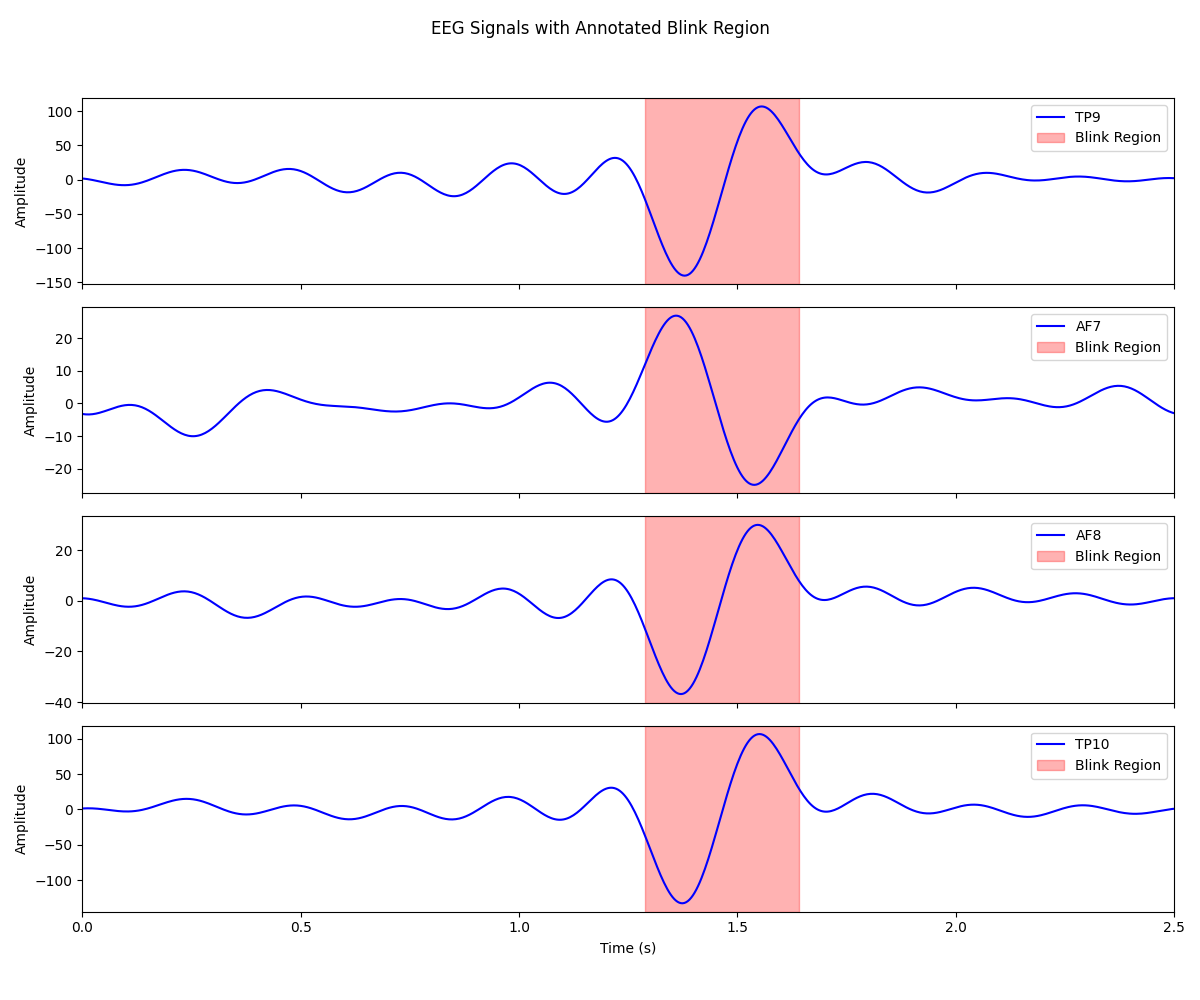 EEG Signals with Annotated Blink Region
100
50
0
−50
−100
−150
Amplitude
TP9
Blink Region
20
10
0
−10
−20
Amplitude
AF7
Blink Region
20
0
−20
−40
Amplitude
AF8
Blink Region
100
50
0
−50
−100
Amplitude
TP10
Blink Region
0.0 0.5 1.0 1.5 2.0 2.5
Time (s)